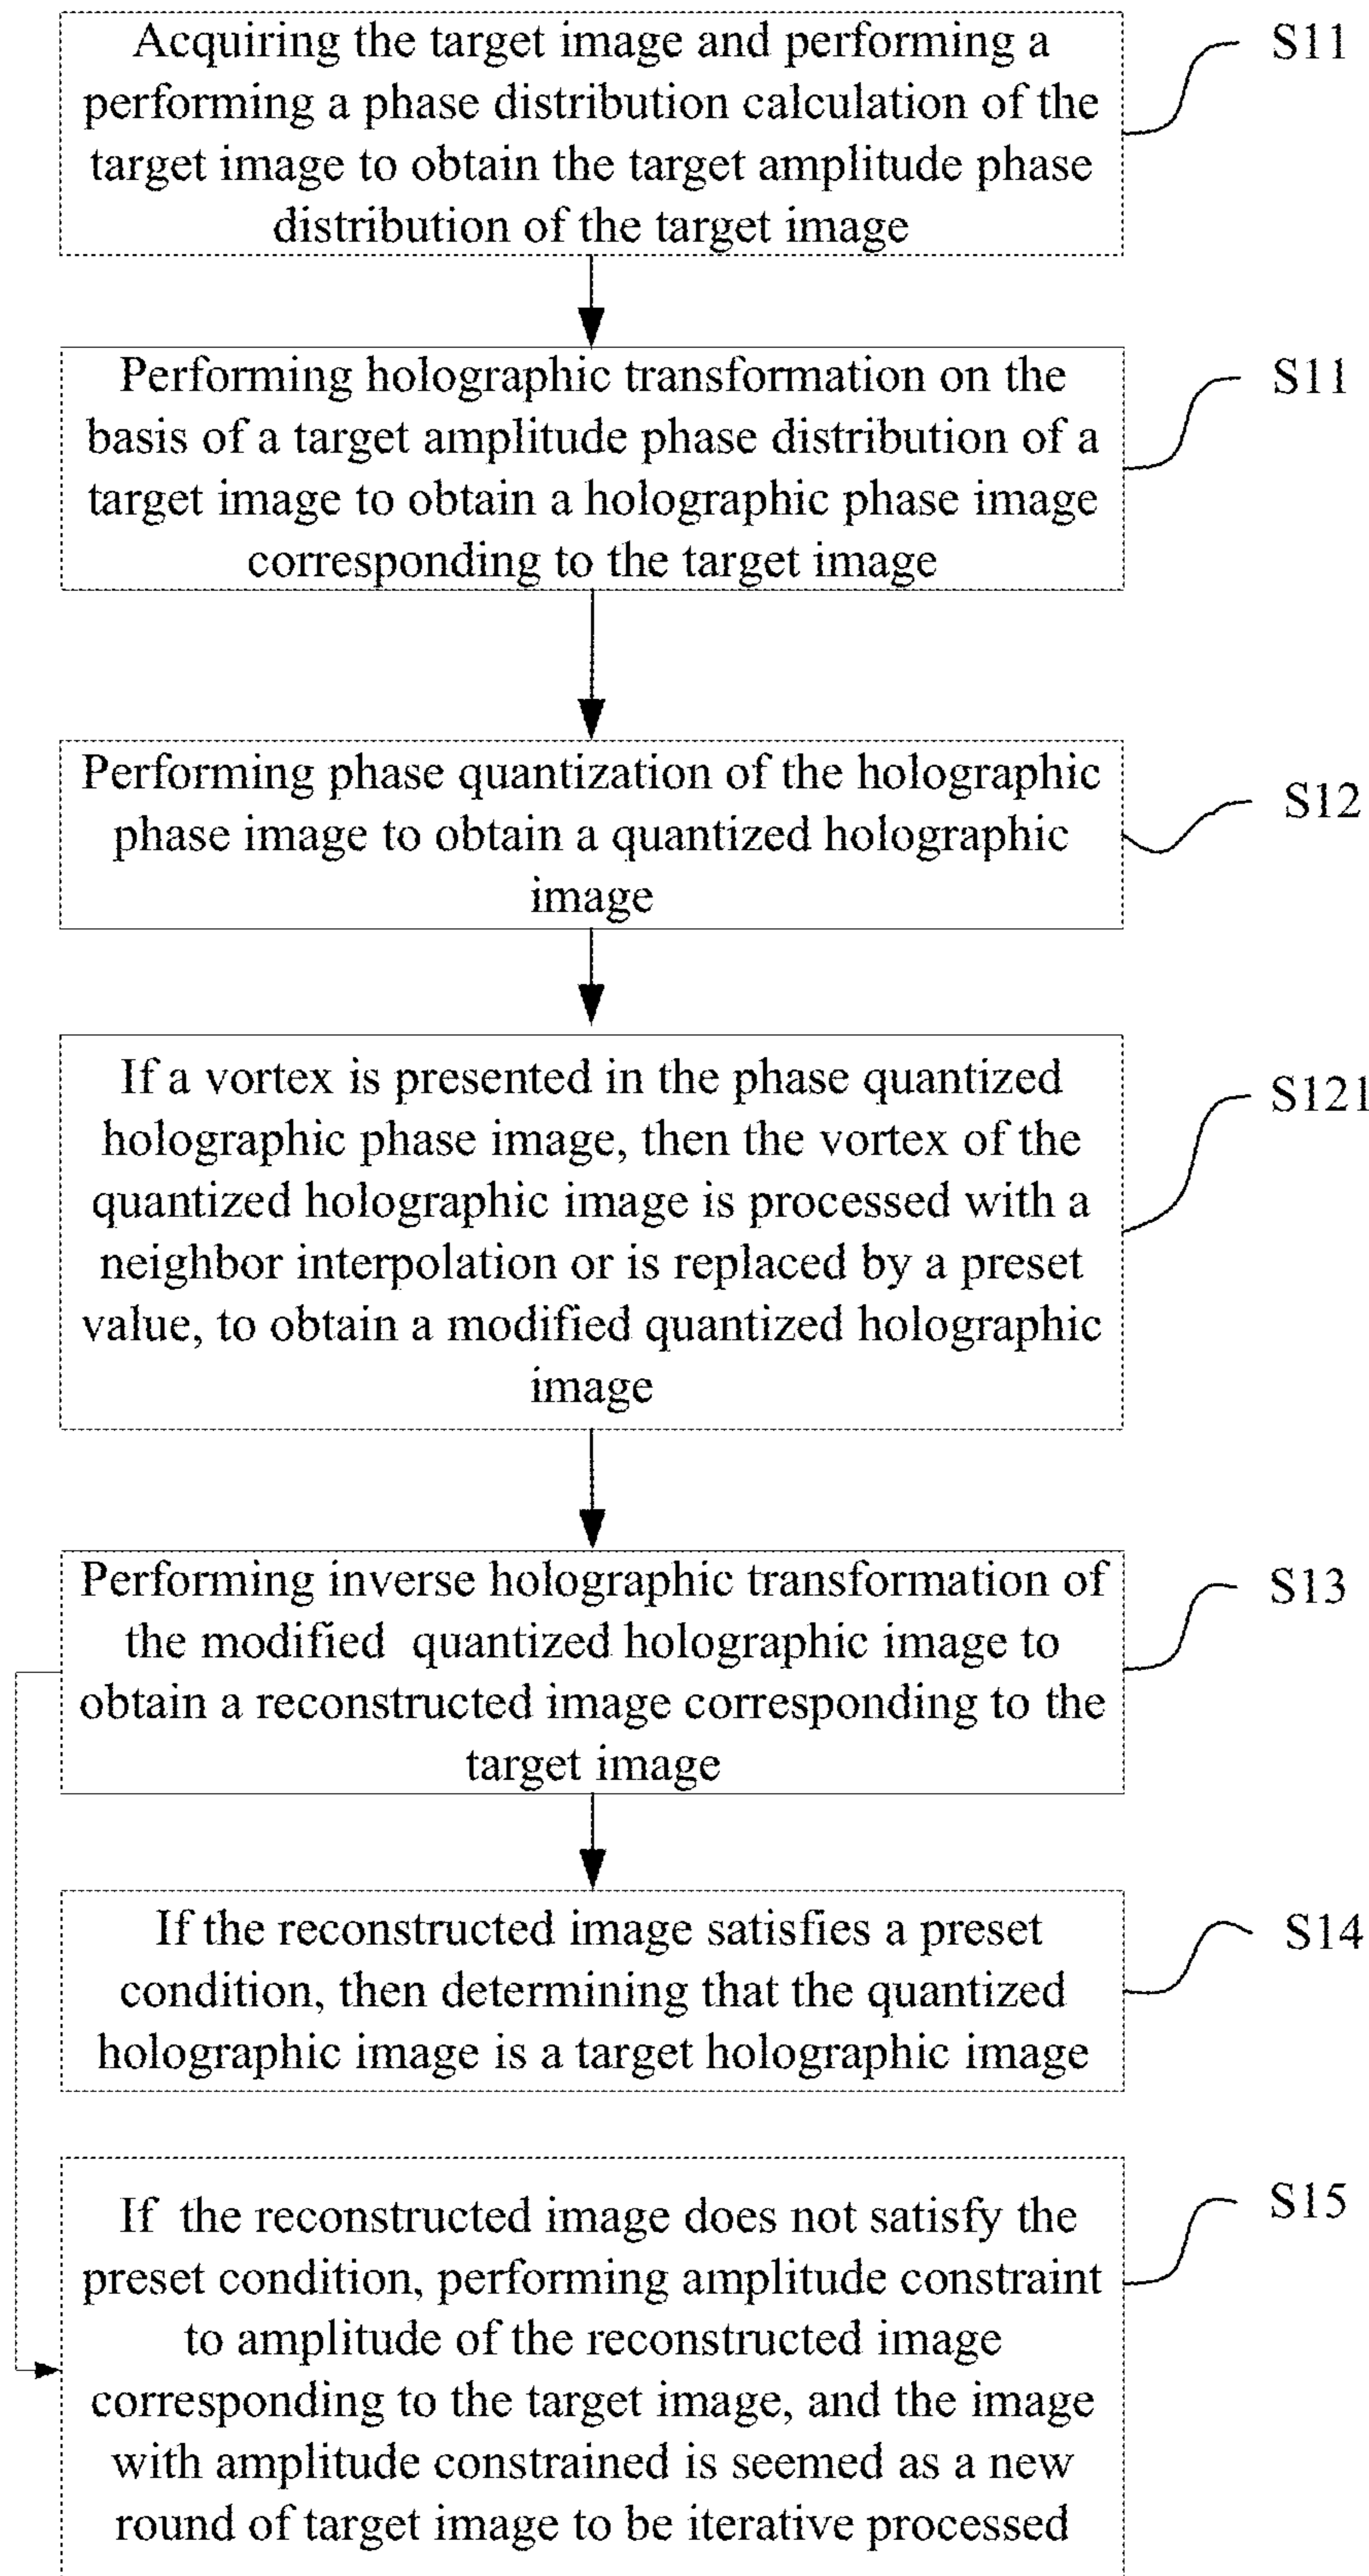 Acquiring the target image and performing a
performing a phase distribution calculation of the
target image to obtain the target amplitude phase
distribution of the target image
S11
Performing holographic transformation on the
basis of a target amplitude phase distribution of a
target image to obtain a holographic phase image
corresponding to the target image
S11
Performing phase quantization of the holographic
phase image to obtain a quantized holographic
image
S12
If a vortex is presented in the phase quantized
holographic phase image, then the vortex of the
quantized holographic image is processed with a
neighbor interpolation or is replaced by a preset
value, to obtain a modified quantized holographic
image
S121
Performing inverse holographic transformation of
the modified quantized holographic image to
obtain a reconstructed image corresponding to the
target image
S13
If the reconstructed image satisfies a preset
condition, then determining that the quantized
holographic image is a target holographic image
S14
If the reconstructed image does not satisfy the
preset condition, performing amplitude constraint
to amplitude of the reconstructed image
corresponding to the target image, and the image
with amplitude constrained is seemed as a new
round of target image to be iterative processed
S15